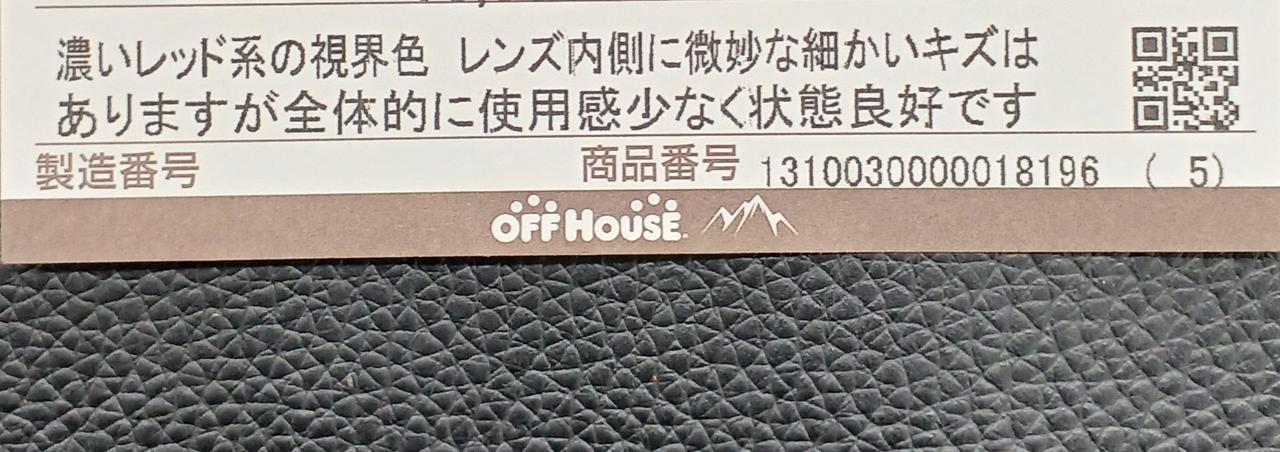 濃いレッド系の視界色 レンズ内側に微妙な細かいキズは
ありますが全体的に使用感少なく状態良好です
製造番号 商品番号 1310030000018196 ( 5)
OFF HOUSE